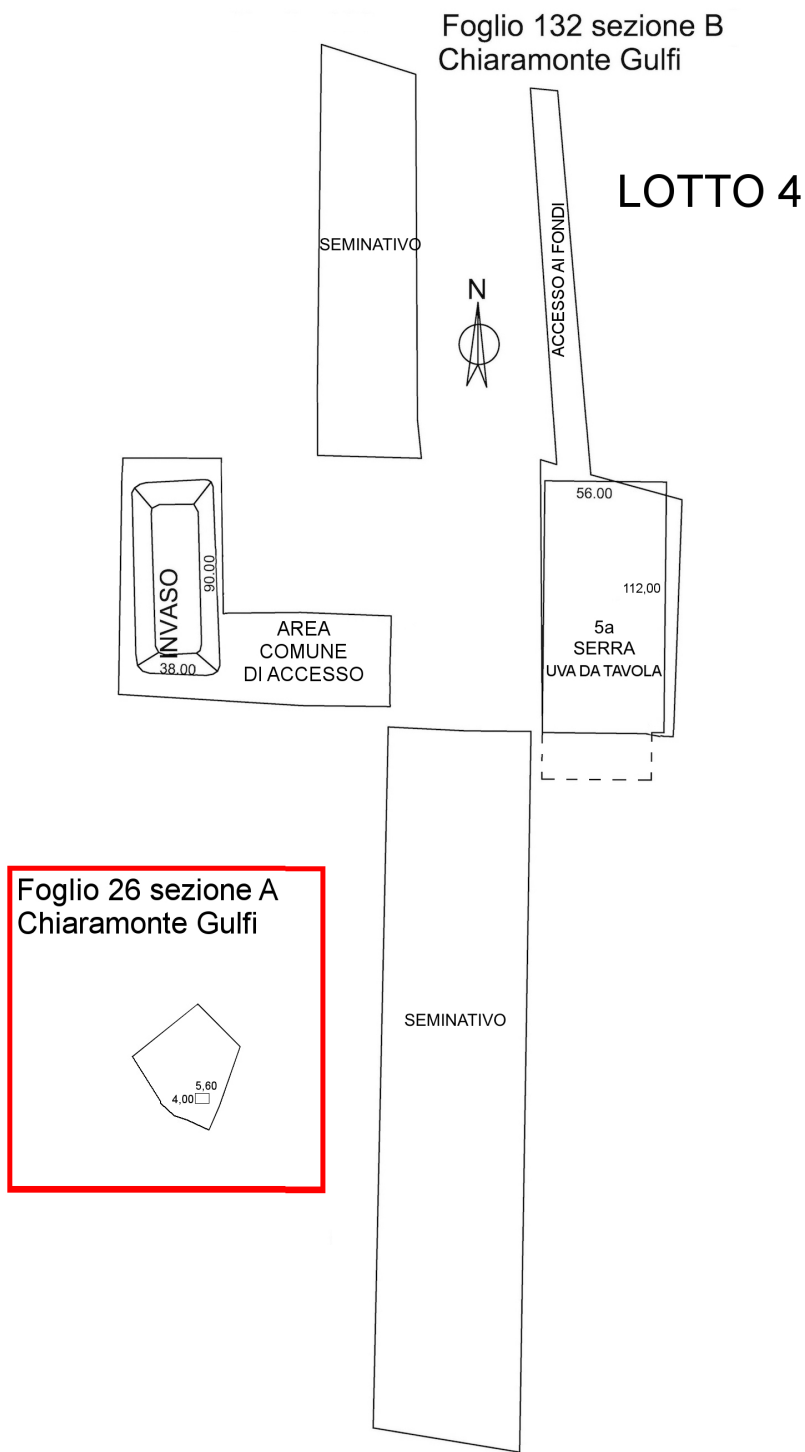 Foglio 132 sezione B
Chiaramonte Gulfi
LOTTO 4
SEMINATIVO
ACCESSO AI FONDI
N
INVASO
90.00
38.00
AREA
COMUNE
DI ACCESSO
56.00
112,00
5a
SERRA
UVA DA TAVOLA
Foglio 26 sezione A
Chiaramonte Gulfi
5,60
4,00
SEMINATIVO